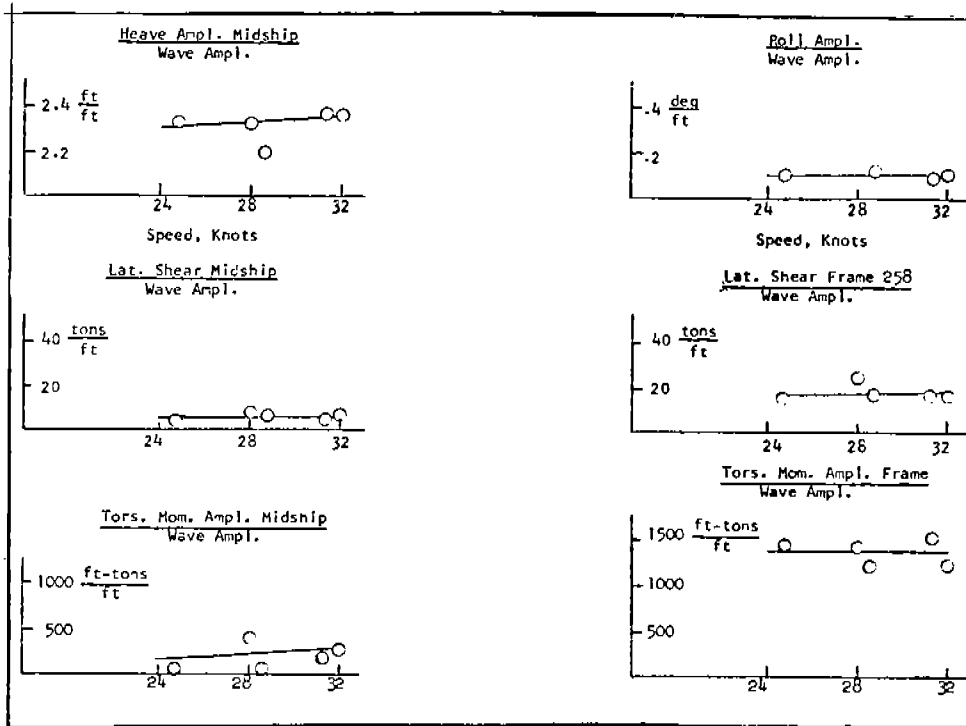 Heave Ampl. Midship
Wave Ampl.
2.4 ft
ft
2.2
24 28 32
Speed, Knots
Roll Ampl.
Wave Ampl.
.4 deg
ft
.2
24 28 32
Speed, Knots
Lat. Shear Midship
Wave Ampl.
40 tons
ft
20
24 28 32
Lat. Shear Frame 258
Wave Ampl.
40 tons
ft
20
24 28 32
Tors. Mom. Ampl. Midship
Wave Ampl.
1000 ft-tons
ft
500
24 28 32
Tors. Mom. Ampl. Frame
Wave Ampl.
1500 ft-tons
ft
1000
500
24 28 32